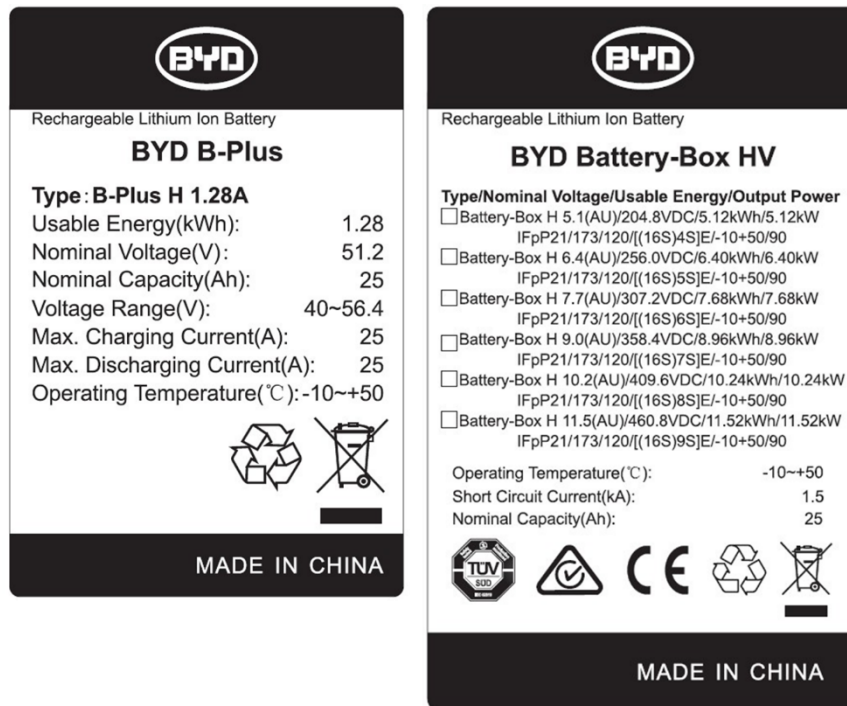 BYD
Rechargeable Lithium Ion Battery
BYD B-Plus
Type:B-Plus H 1.28A
Usable Energy(kWh): 1.28
Nominal Voltage(V): 51.2
Nominal Capacity(Ah): 25
Voltage Range(V): 40~56.4
Max. Charging Current(A): 25
Max. Discharging Current(A): 25
Operating Temperature(℃):-10~+50
MADE IN CHINA
BYD
Rechargeable Lithium Ion Battery
BYD Battery-Box HV
Type/Nominal Voltage/Usable Energy/Output Power
Battery-Box H 5.1(AU)/204.8VDC/5.12kWh/5.12kW
IFpP21/173/120/[(16S)4S]E/-10+50/90
Battery-Box H 6.4(AU)/256.0VDC/6.40kWh/6.40kW
IFpP21/173/120/[(16S)5S]E/-10+50/90
Battery-Box H 7.7(AU)/307.2VDC/7.68kWh/7.68kW
IFpP21/173/120/[(16S)6S]E/-10+50/90
Battery-Box H 9.0(AU)/358.4VDC/8.96kWh/8.96kW
IFpP21/173/120/[(16S)7S]E/-10+50/90
Battery-Box H 10.2(AU)/409.6VDC/10.24kWh/10.24kW
IFpP21/173/120/[(16S)8S]E/-10+50/90
Battery-Box H 11.5(AU)/460.8VDC/11.52kWh/11.52kW
IFpP21/173/120/[(16S)9S]E/-10+50/90
Operating Temperature(℃): -10~+50
Short Circuit Current(kA): 1.5
Nominal Capacity(Ah): 25
TÜV
SÜD
CE
MADE IN CHINA